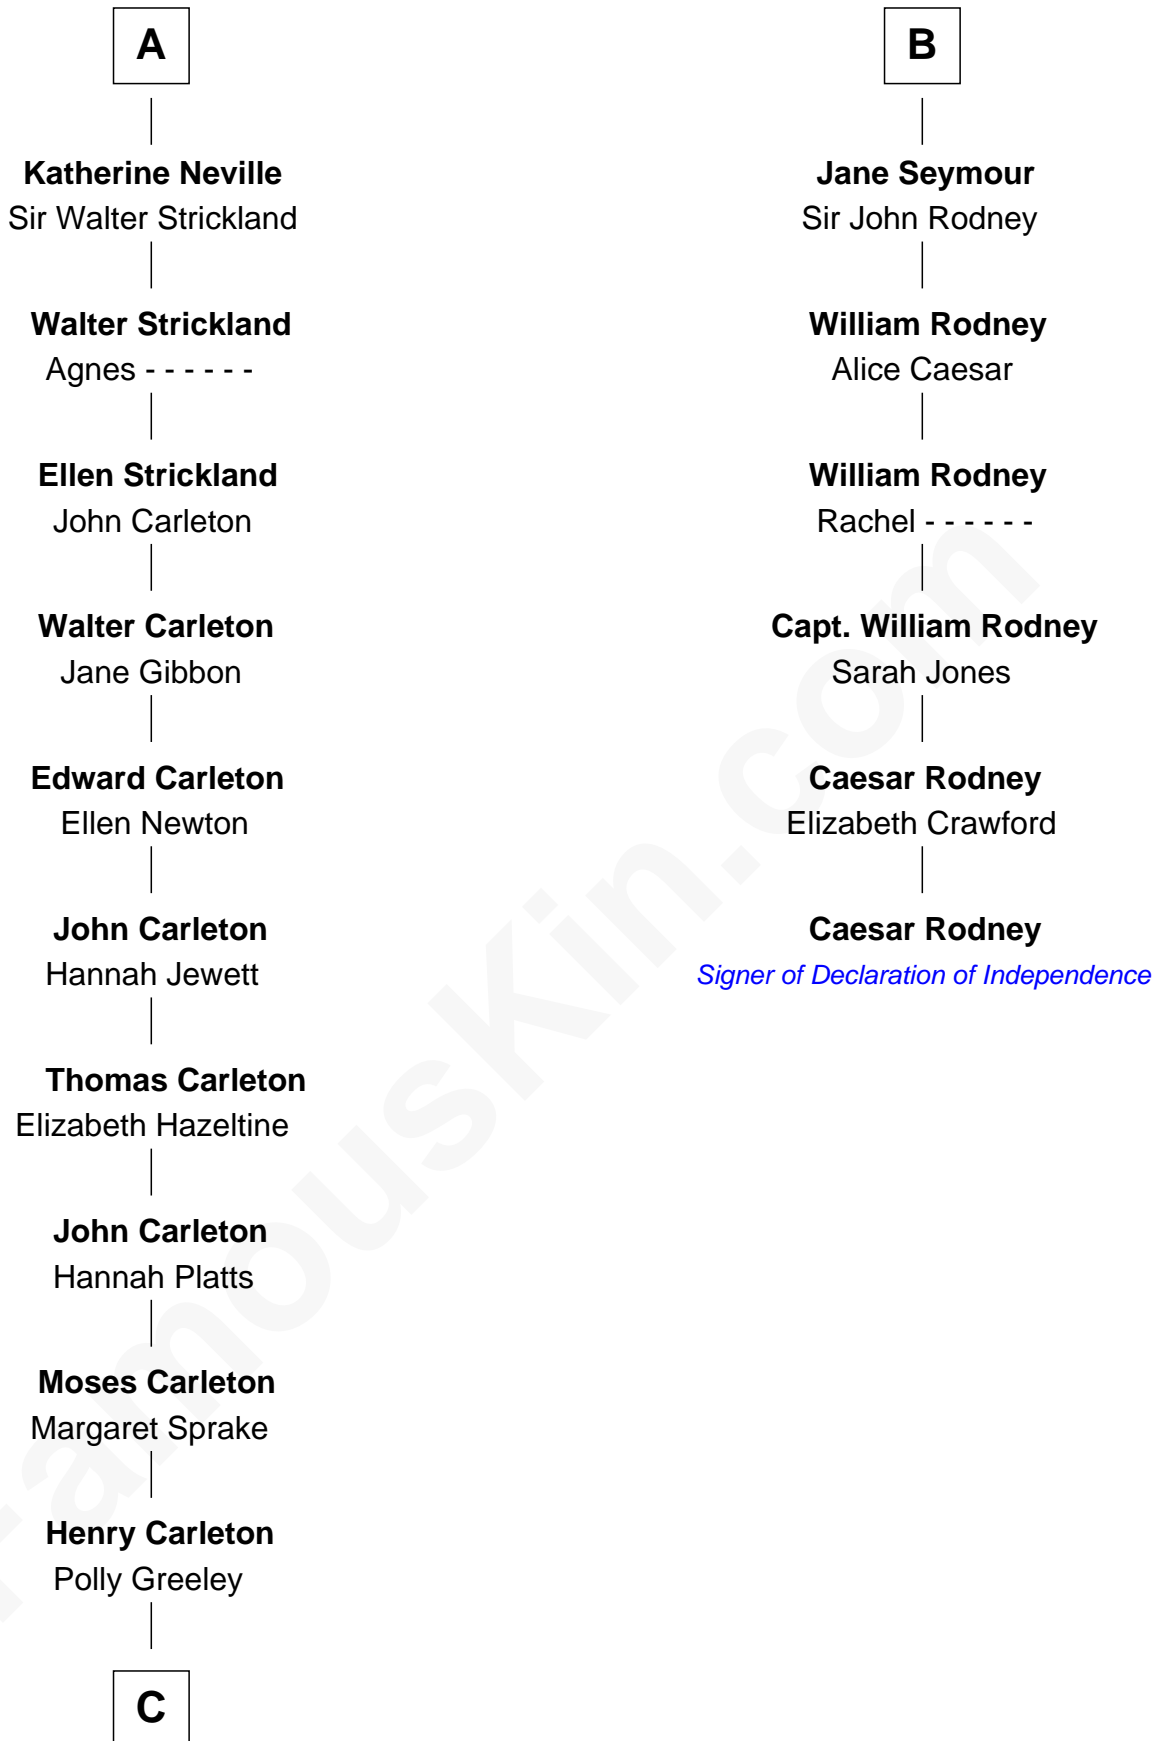 A
Katherine Neville
Sir Walter Strickland
Walter Strickland
Agnes - - - - - -
Ellen Strickland
John Carleton
Walter Carleton
Jane Gibbon
Edward Carleton
Ellen Newton
John Carleton
Hannah Jewett
Thomas Carleton
Elizabeth Hazeltine
John Carleton
Hannah Platts
Moses Carleton
Margaret Sprake
Henry Carleton
Polly Greeley
C
B
Jane Seymour
Sir John Rodney
William Rodney
Alice Caesar
William Rodney
Rachel - - - - - -
Capt. William Rodney
Sarah Jones
Caesar Rodney
Elizabeth Crawford
Caesar Rodney
Signer of Declaration of Independence
FamousKin.com